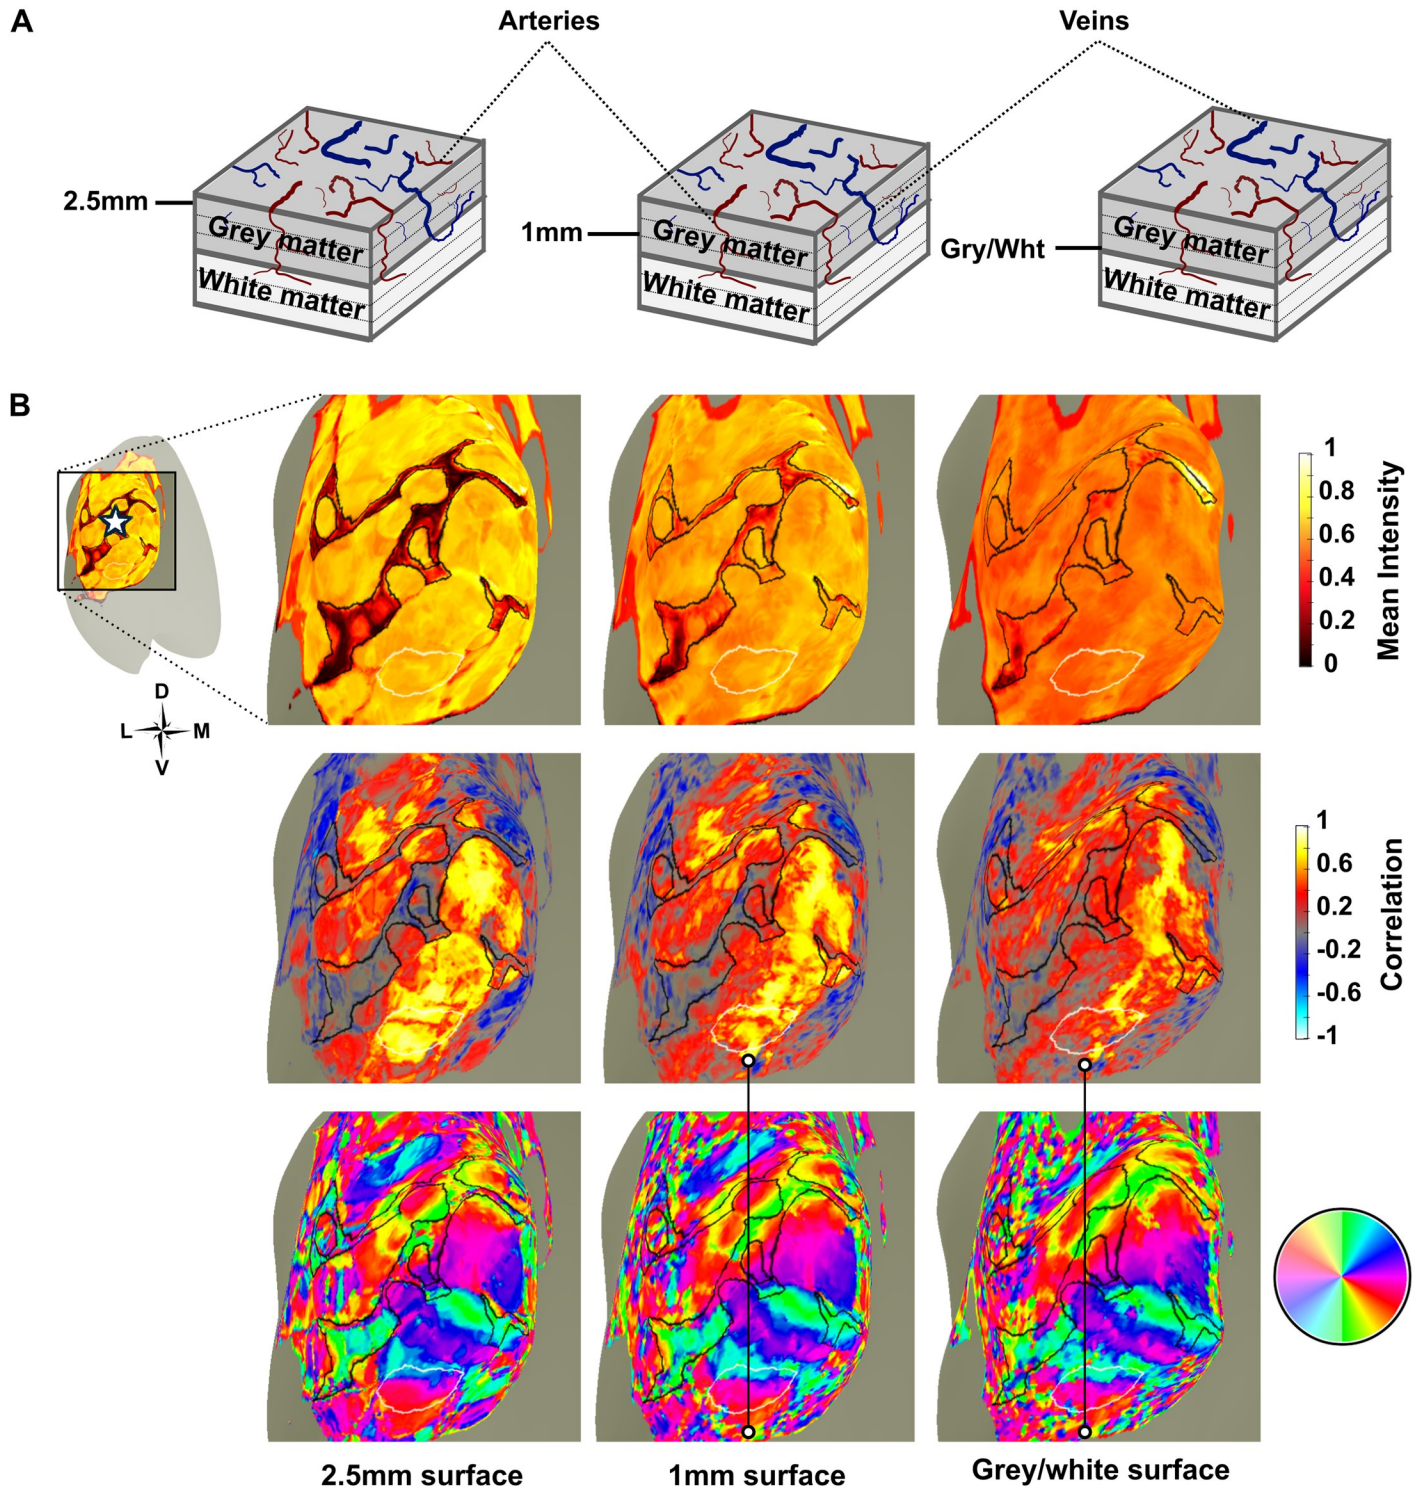 A
Arteries
Veins
2.5mm
Grey matter
White matter
1mm
Grey matter
White matter
Gry/Wht
Grey matter
White matter
B
D
L
M
V
1
0.8
0.6
0.4
0.2
0
Mean Intensity
1
0.6
0.2
-0.2
-0.6
-1
Correlation
2.5mm surface
1mm surface
Grey/white surface